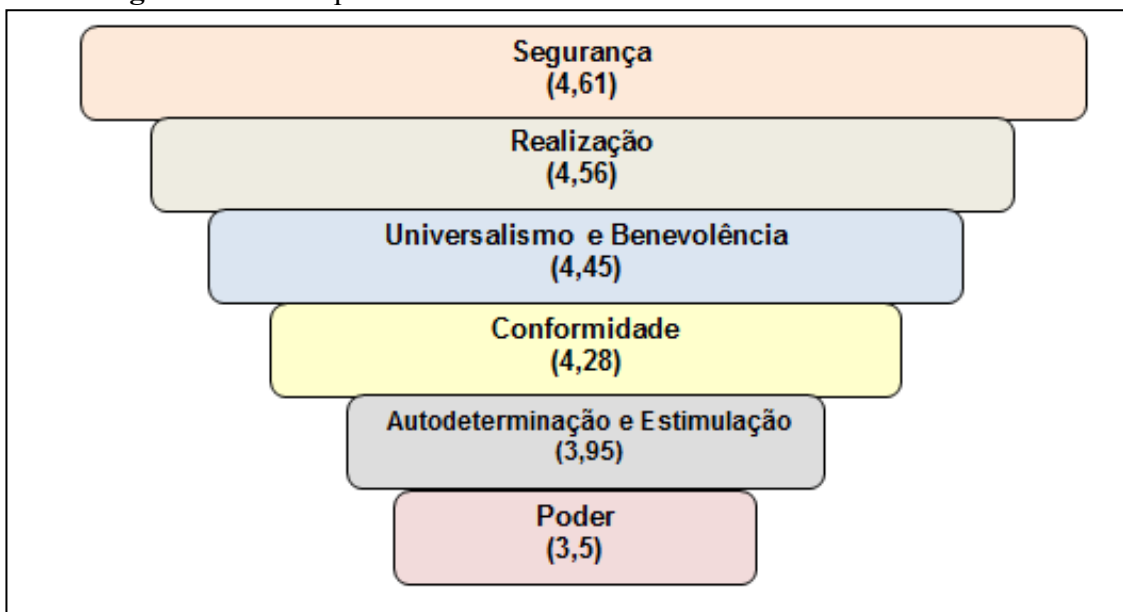 Segurança
(4,61)
Realização
(4,56)
Universalismo e Benevolência
(4,45)
Conformidade
(4,28)
Autodeterminação e Estimulação
(3,95)
Poder
(3,5)